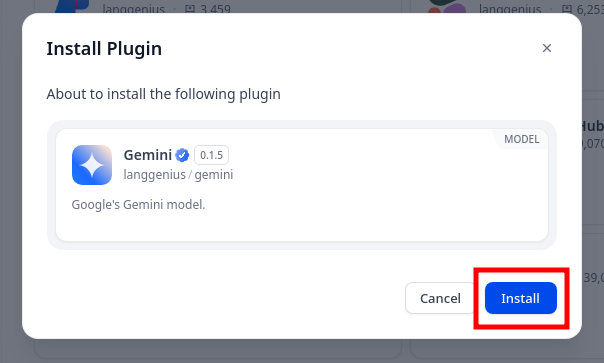 langgenius · 3,459
langgenius · 6,253
Install Plugin
About to install the following plugin
MODEL
Gemini 0.1.5
langgenius / gemini
Google's Gemini model.
Cancel Install
Hub
,070
39,0